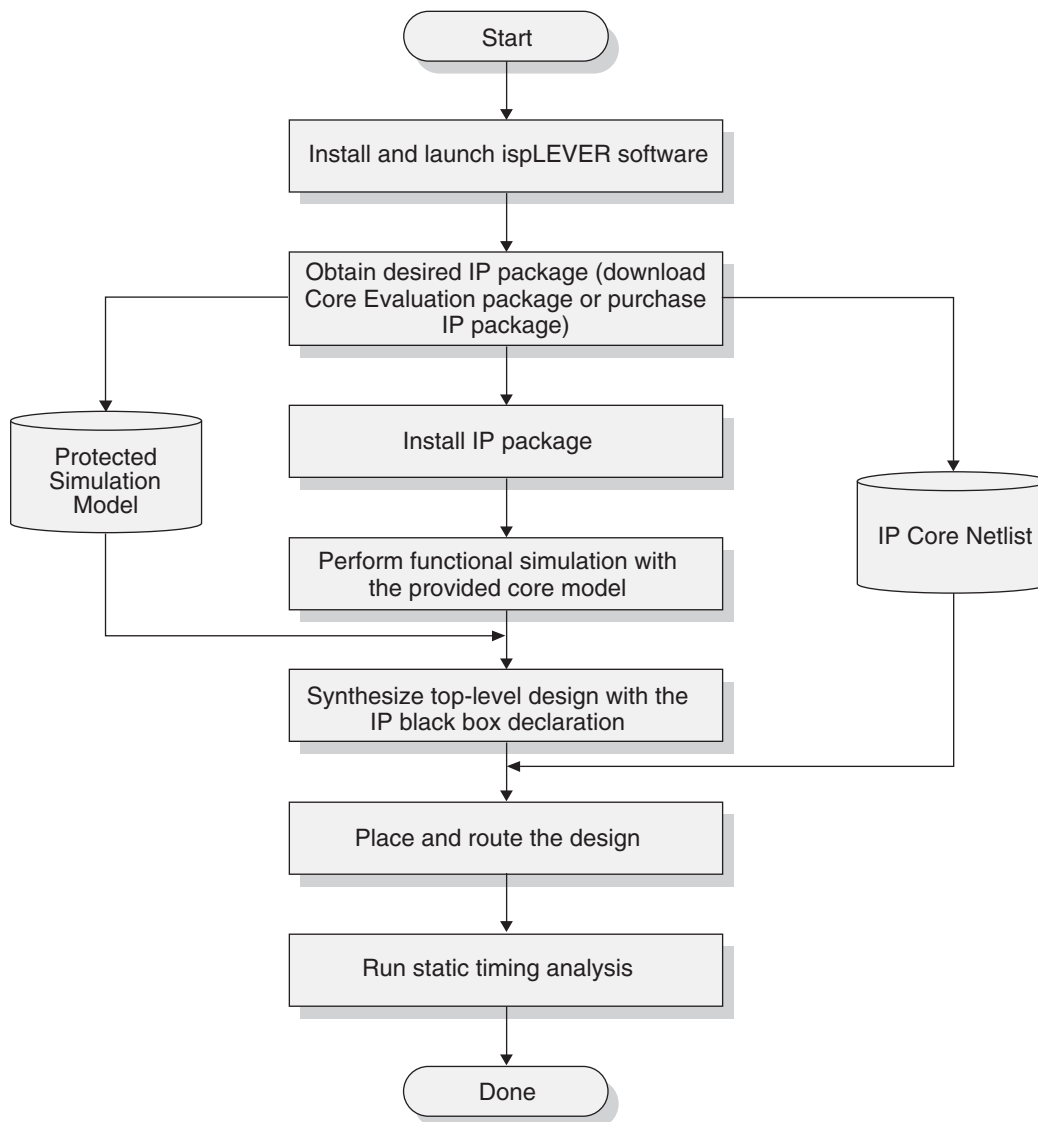 Start
Install and launch ispLEVER software
Obtain desired IP package (download
Core Evaluation package or purchase
IP package)
Install IP package
Protected
Simulation
Model
IP Core Netlist
Perform functional simulation with
the provided core model
Synthesize top-level design with the
IP black box declaration
Place and route the design
Run static timing analysis
Done